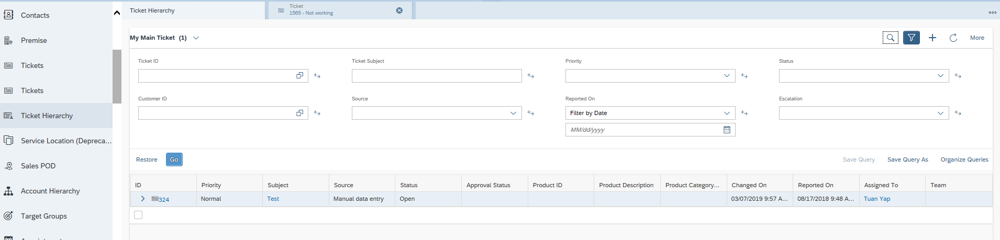 Contacts
Premise
Tickets
Tickets
Ticket Hierarchy
Service Location (Depreca...
Sales POD
Account Hierarchy
Target Groups
Ticket Hierarchy
Ticket
1565 - Not working
My Main Ticket (1)
More
Ticket ID
Ticket Subject
Priority
Status
Customer ID
Source
Reported On
Escalation
Filter by Date
MM/dd/yyyy
Restore Go
Save Query Save Query As Organize Queries
ID Priority Subject Source Status Approval Status Product ID Product Description Product Category... Changed On Reported On Assigned To Team
324 Normal Test Manual data entry Open 03/07/2019 9:57 A... 08/17/2018 9:48 A... Tuan Yap